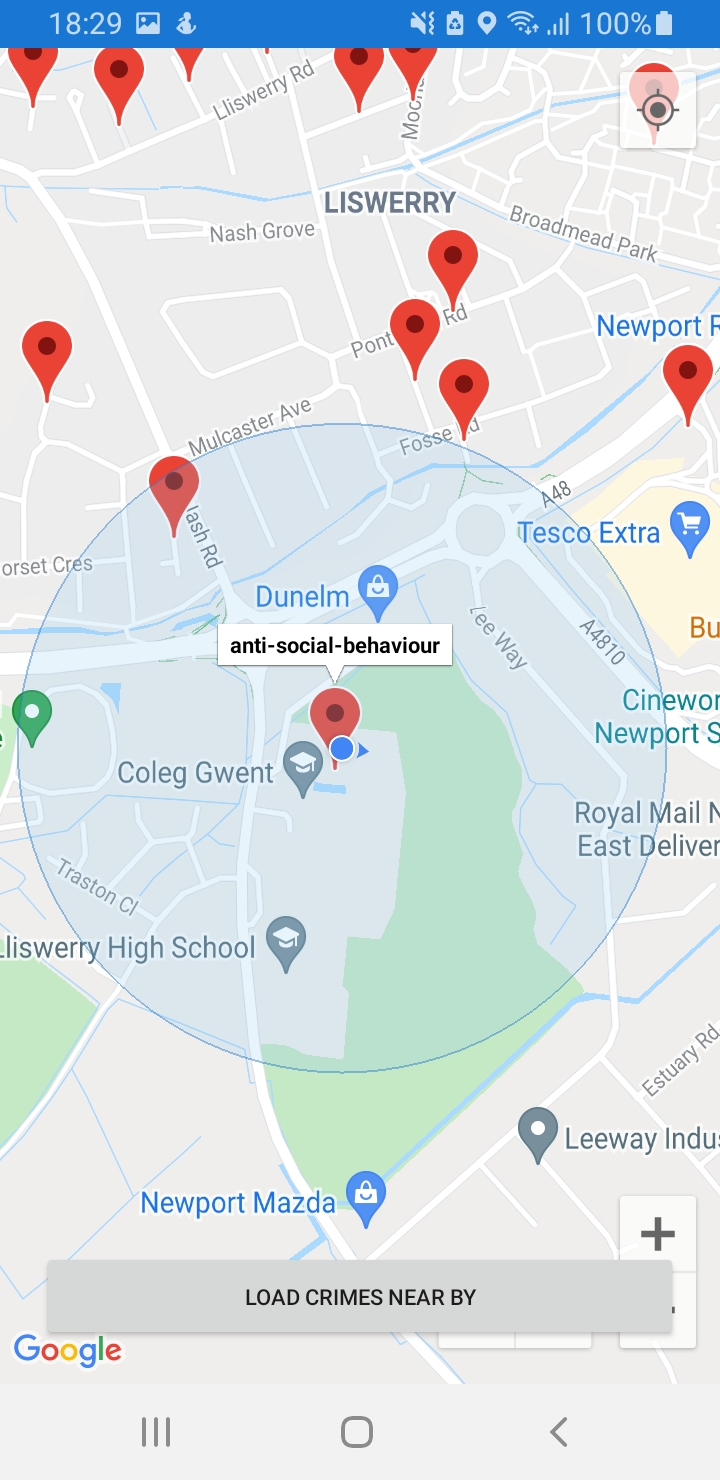 18:29
100%
Lliswerry Rd
LISWERRY
Nash Grove
Broadmead Park
Newport R
Pont
Rd
Mulcaster Ave
Fosse
A48
Tesco Extra
orset Cres
Dunelm
Lee Way
A4810
Bu
anti-social-behaviour
Cinewor
Newport S
e
Coleg Gwent
Royal Mail N
East Deliver
Traston Cl
Lliswerry High School
Estuary Rd
Leeway Indus
Newport Mazda
+
LOAD CRIMES NEAR BY
Google